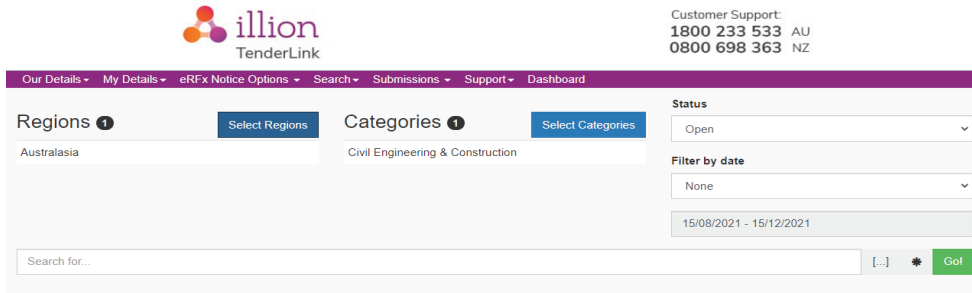 illion
TenderLink
Customer Support:
1800 233 533 AU
0800 698 363 NZ
Our Details My Details eRFx Notice Options Search Submissions Support Dashboard
Regions 1 Select Regions
Australasia
Categories 1 Select Categories
Civil Engineering & Construction
Status
Open
Filter by date
None
15/08/2021 - 15/12/2021
Search for... [...] Go!